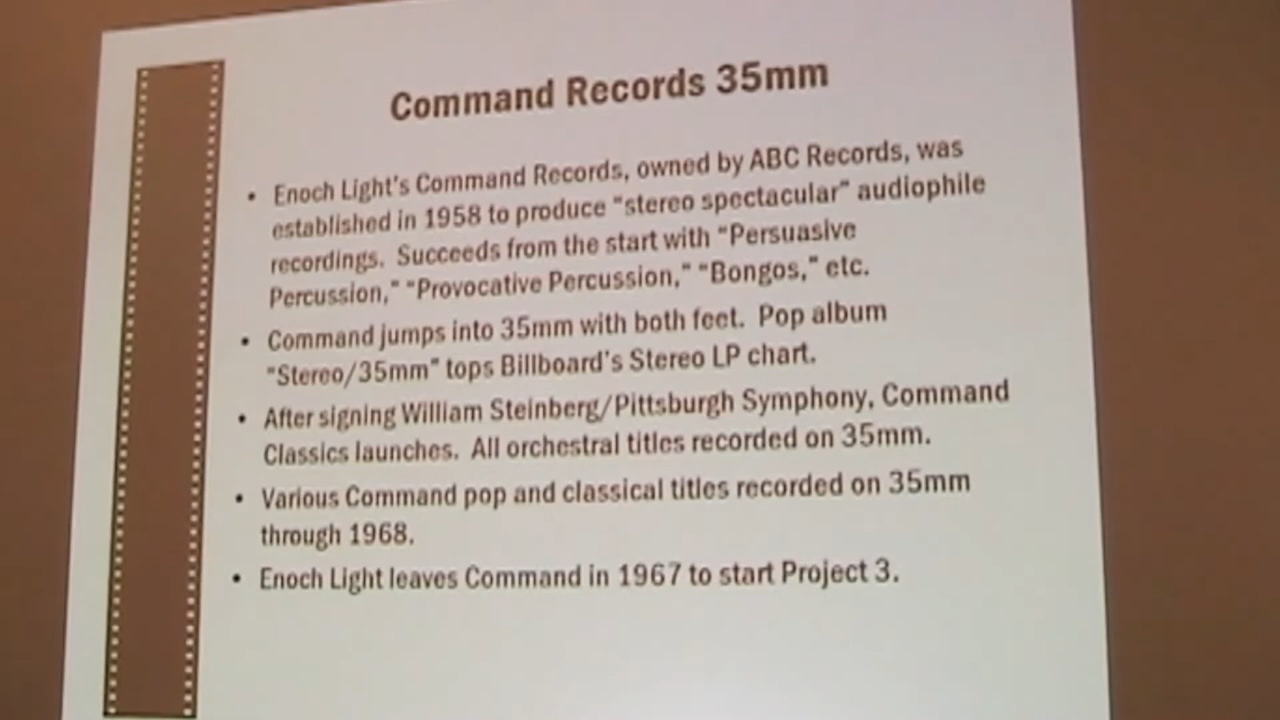 Command Records 35mm
• Enoch Light's Command Records, owned by ABC Records, was
established in 1958 to produce "stereo spectacular" audiophile
recordings. Succeeds from the start with "Persuasive
Percussion," "Provocative Percussion," "Bongos," etc.
• Command jumps into 35mm with both feet. Pop album
"Stereo/35mm" tops Billboard's Stereo LP chart.
• After signing William Steinberg/Pittsburgh Symphony, Command
Classics launches. All orchestral titles recorded on 35mm.
• Various Command pop and classical titles recorded on 35mm
through 1968.
• Enoch Light leaves Command in 1967 to start Project 3.